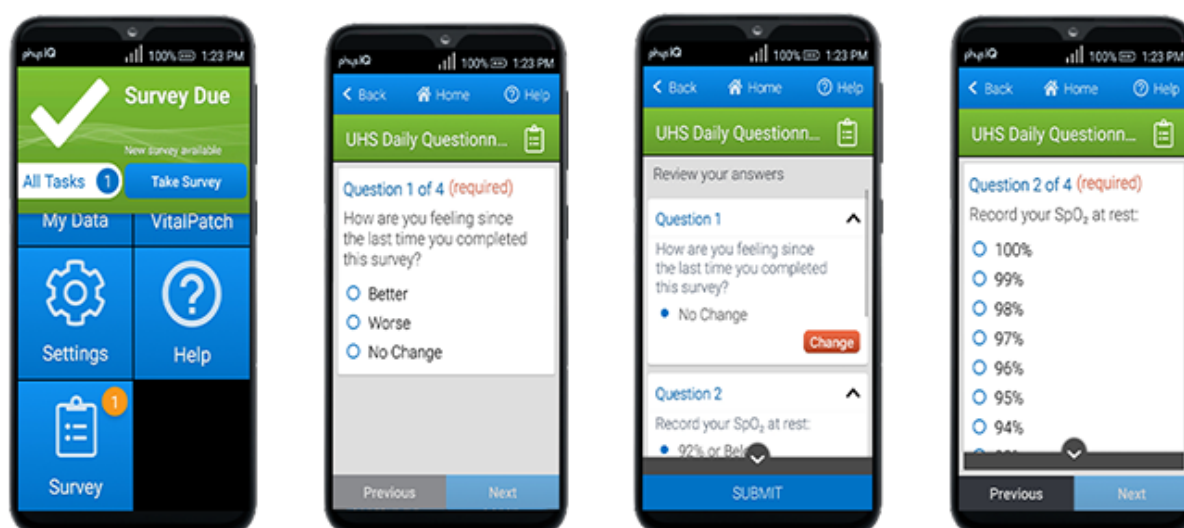 physIQ
100% 1:23 PM
Survey Due
New survey available
All Tasks 1
Take Survey
My Data
VitalPatch
Settings
Help
1
Survey
physIQ
100% 1:23 PM
Back
Home
Help
UHS Daily Questionn...
Question 1 of 4 (required)
How are you feeling since
the last time you completed
this survey?
Better
Worse
No Change
Previous
Next
physIQ
100% 1:23 PM
Back
Home
Help
UHS Daily Questionn...
Review your answers
Question 1
How are you feeling since
the last time you completed
this survey?
No Change
Change
Question 2
Record your SpO₂ at rest:
92% or
SUBMIT
physIQ
100% 1:23 PM
Back
Home
Help
UHS Daily Questionn...
Question 2 of 4 (required)
Record your SpO₂ at rest:
100%
99%
98%
97%
96%
95%
94%
Previous
Next